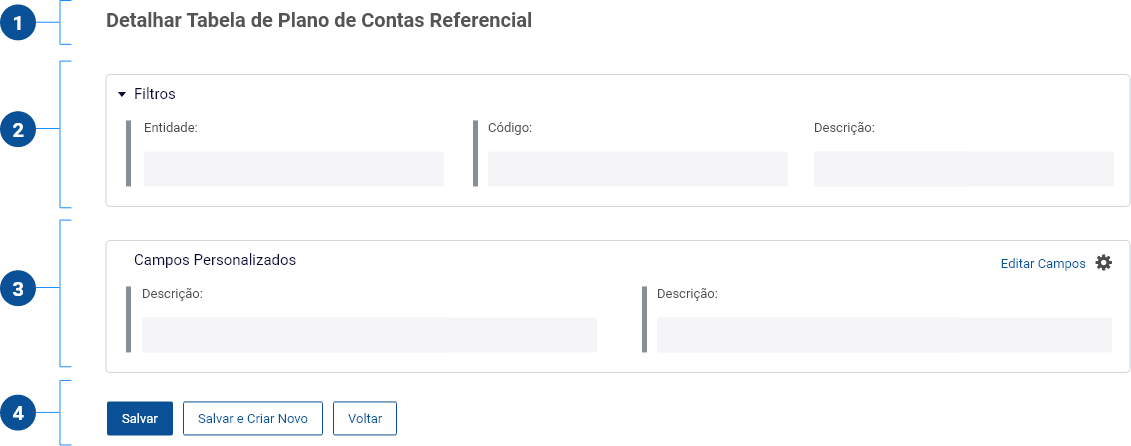 1
Detalhar Tabela de Plano de Contas Referencial
2
Filtros
Entidade: Código: Descrição:
3
Campos Personalizados Editar Campos
Descrição: Descrição:
4
Salvar Salvar e Criar Novo Voltar